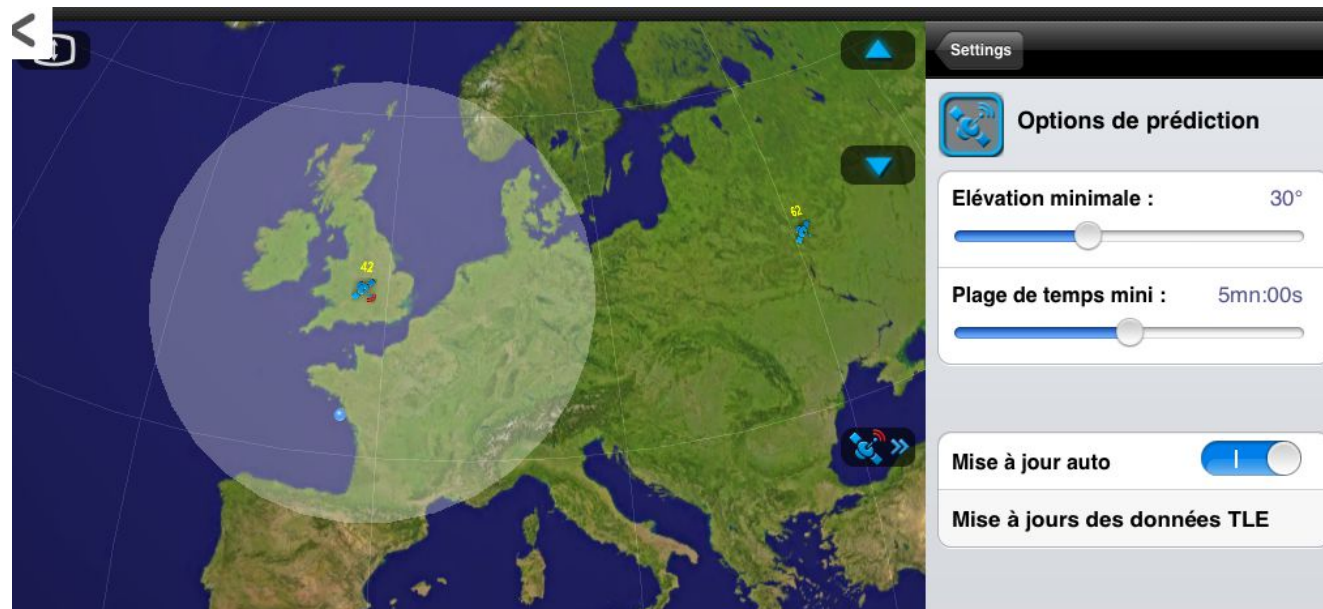 Settings
Options de prédiction
Elévation minimale : 30°
62
Plage de temps mini : 5mn:00s
42
Mise à jour auto
Mise à jours des données TLE